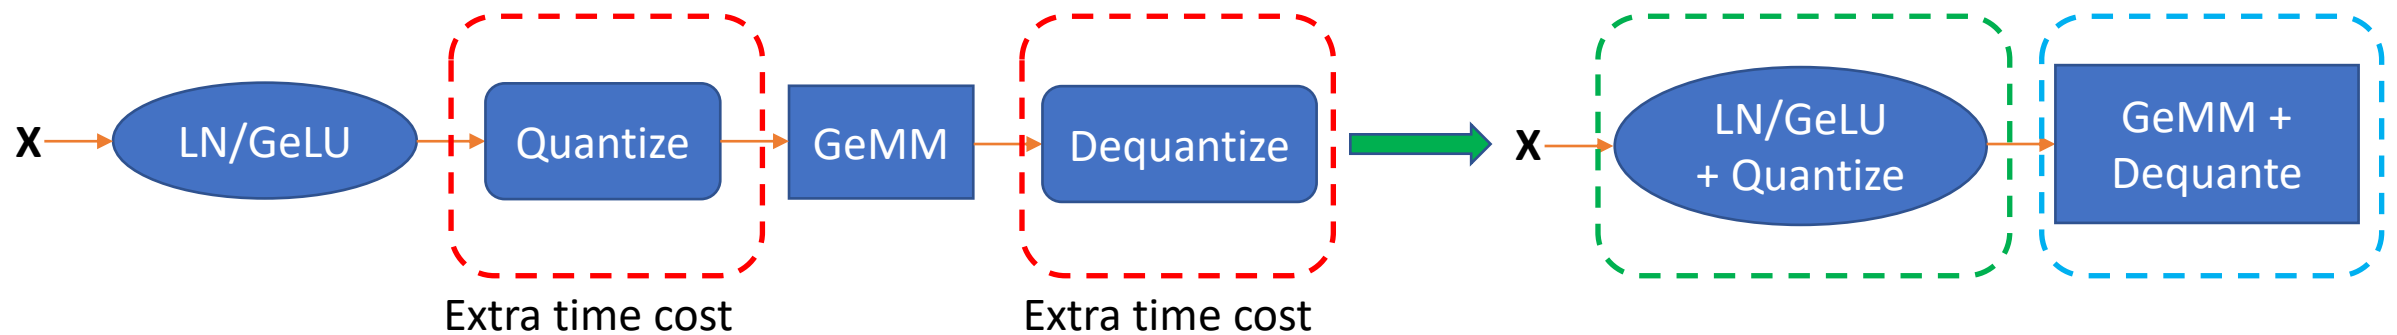 X
LN/GeLU
Quantize
GeMM
Dequantize
Extra time cost
Extra time cost
X
LN/GeLU
+ Quantize
GeMM +
Dequante